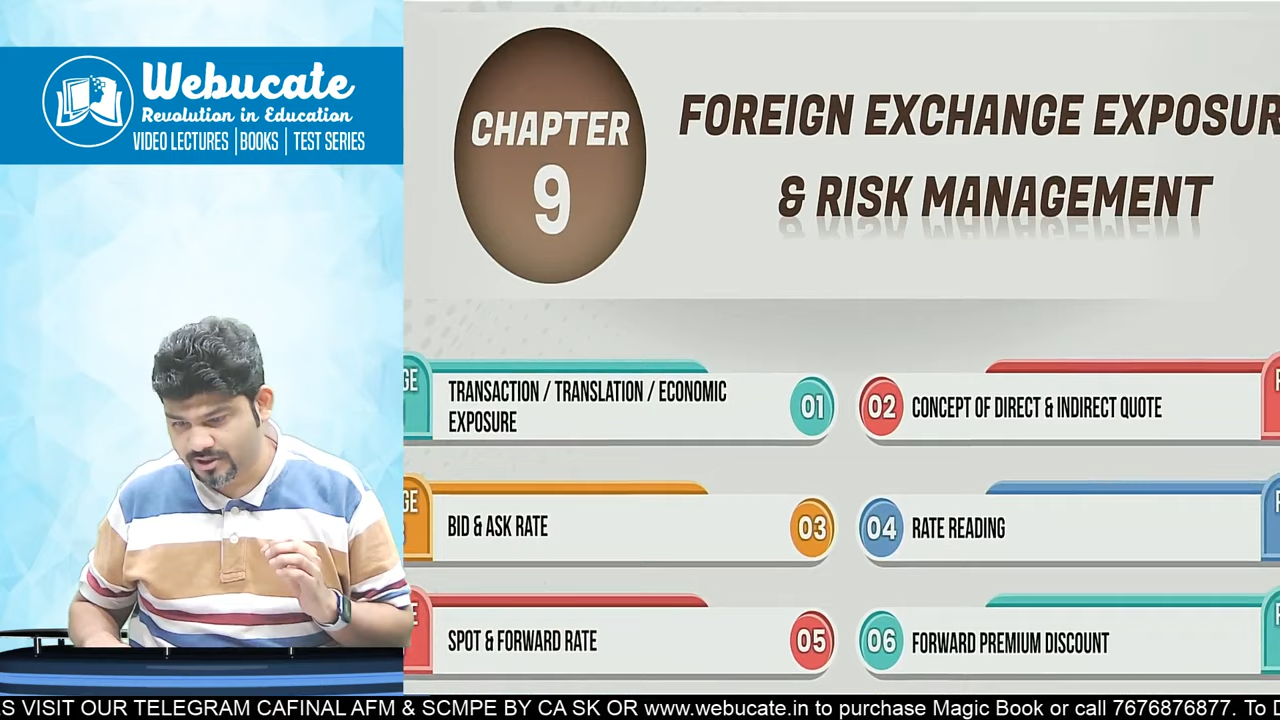 Webucate
Revolution in Education
VIDEO LECTURES | BOOKS | TEST SERIES
CHAPTER
9
FOREIGN EXCHANGE EXPOSUR
& RISK MANAGEMENT
GE
TRANSACTION / TRANSLATION / ECONOMIC
EXPOSURE
01
02
CONCEPT OF DIRECT & INDIRECT QUOTE
GE
BID & ASK RATE
03
04
RATE READING
E
SPOT & FORWARD RATE
05
06
FORWARD PREMIUM DISCOUNT
S VISIT OUR TELEGRAM CAFINAL AFM & SCMPE BY CA SK OR www.webucate.in to purchase Magic Book or call 7676876877. To